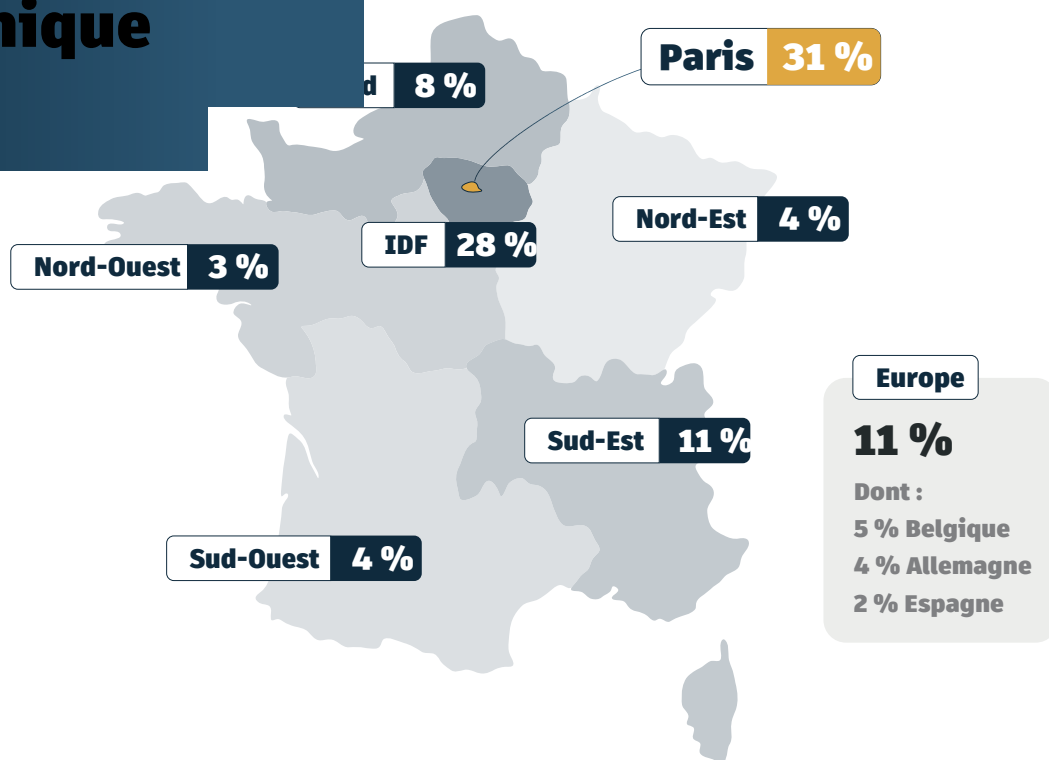 Paris 31 %
8 %
Nord-Est 4 %
IDF 28 %
Nord-Ouest 3 %
Europe
11 %
Dont :
5 % Belgique
4 % Allemagne
2 % Espagne
Sud-Est 11 %
Sud-Ouest 4 %